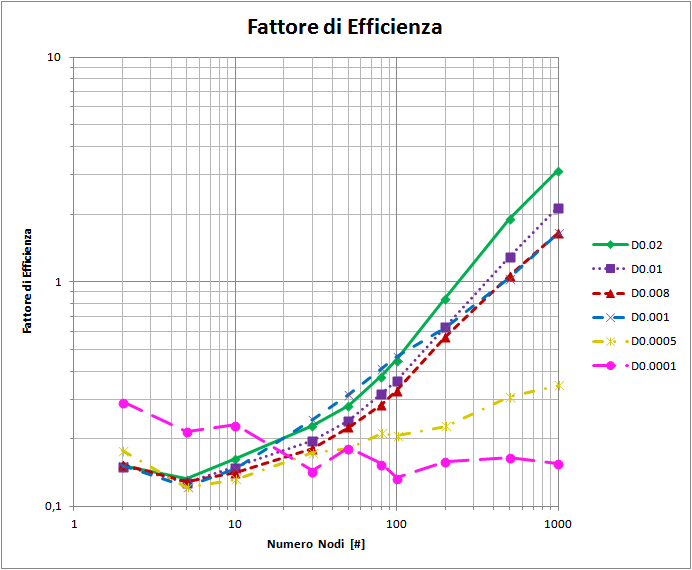 Fattore di Efficienza
10
1
0,1
Fattore di Efficienza
1
10
100
1000
Numero Nodi [#]
D0.02
D0.01
D0.008
D0.001
D0.0005
D0.0001